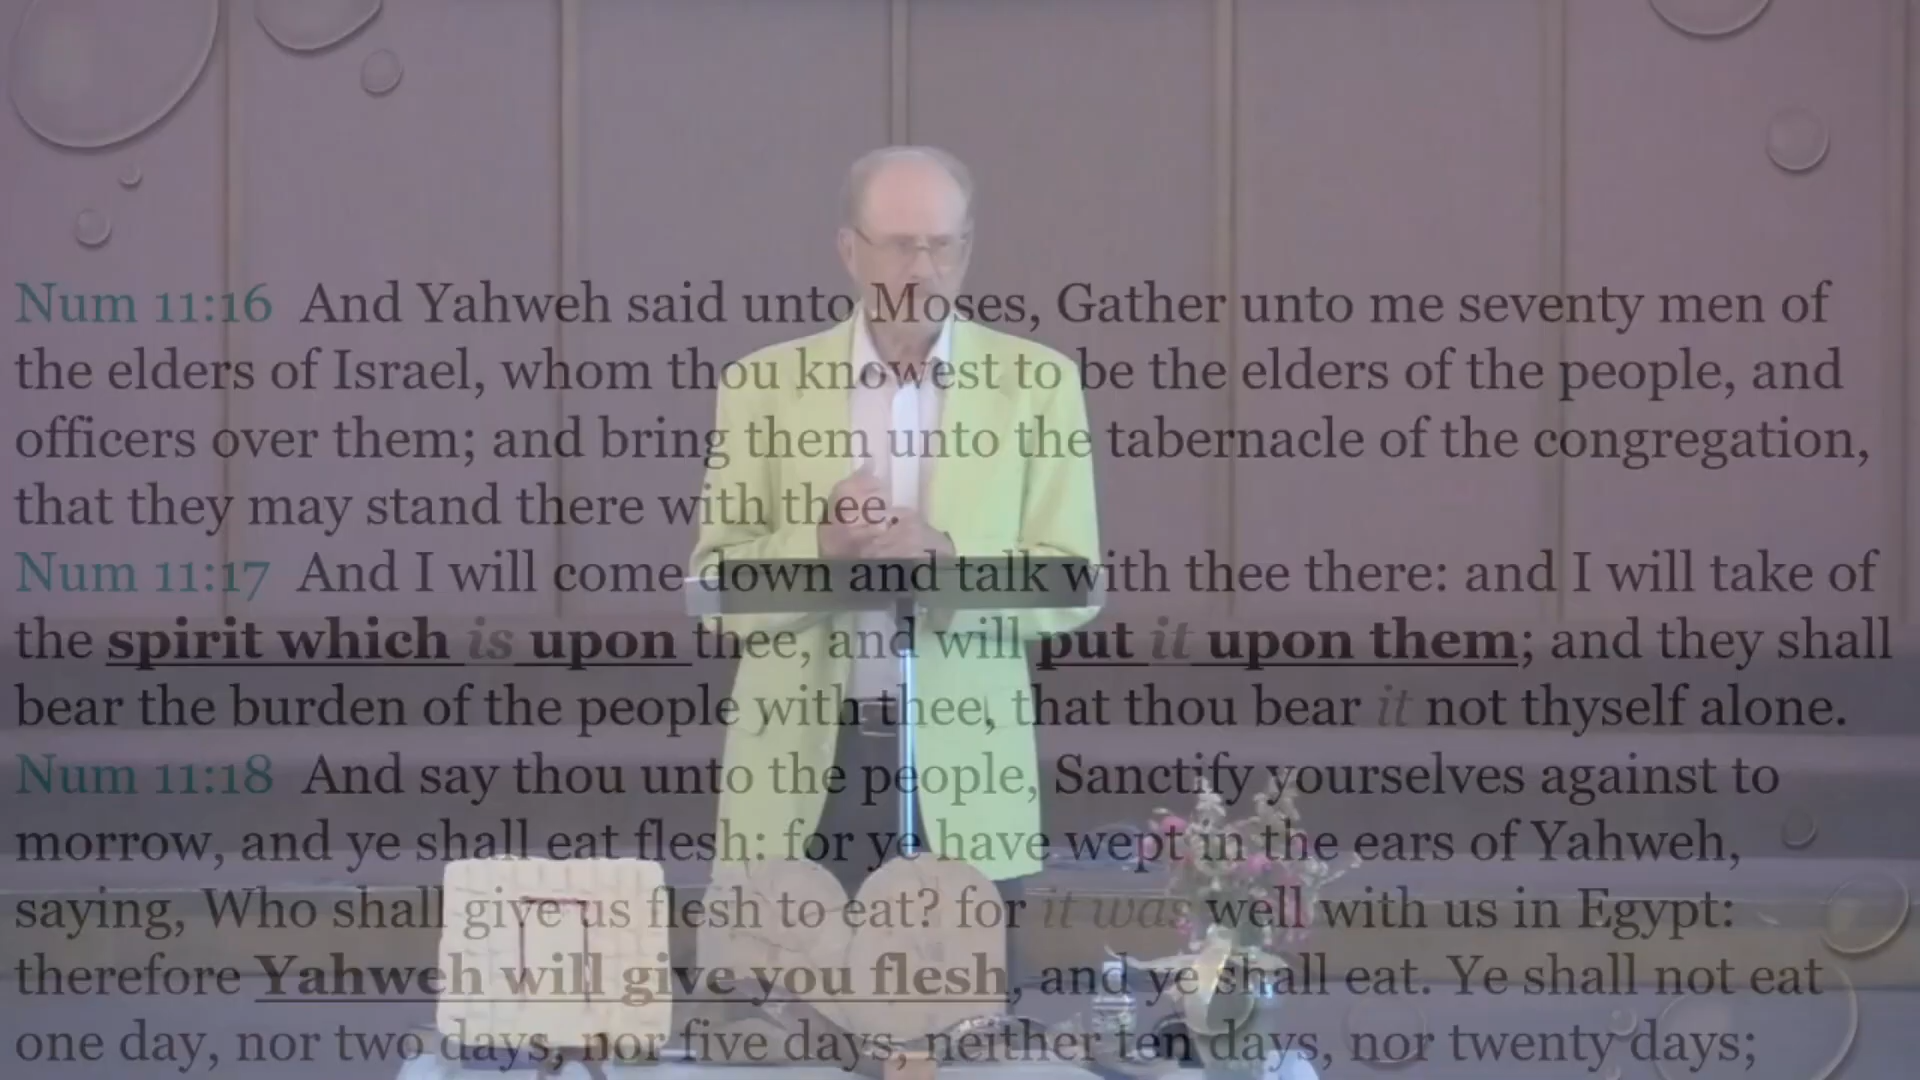 Num 11:16 And Yahweh said unto Moses, Gather unto me seventy men of
the elders of Israel, whom thou knowest to be the elders of the people, and
officers over them; and bring them unto the tabernacle of the congregation,
that they may stand there with thee.
Num 11:17 And I will come down and talk with thee there: and I will take of
the spirit which is upon thee, and will put it upon them; and they shall
bear the burden of the people with thee, that thou bear it not thyself alone.
Num 11:18 And say thou unto the people, Sanctify yourselves against to
morrow, and ye shall eat flesh: for ye have wept in the ears of Yahweh,
saying, Who shall give us flesh to eat? for it was well with us in Egypt:
therefore Yahweh will give you flesh, and ye shall eat. Ye shall not eat
one day, nor two days, nor five days, neither ten days, nor twenty days;